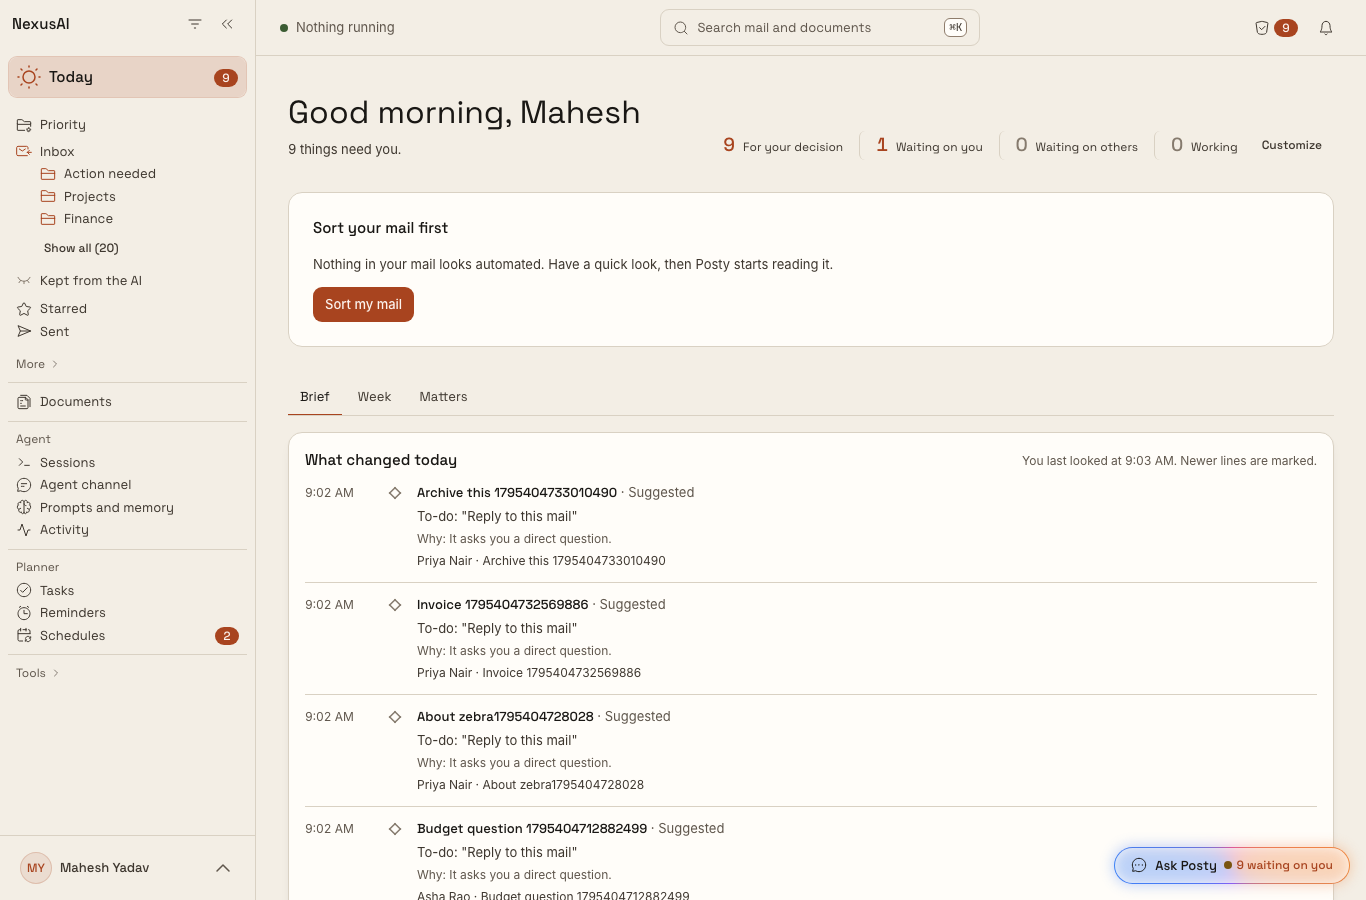 NexusAI
Today 9
Priority
Inbox
Action needed
Projects
Finance
Show all (20)
Kept from the AI
Starred
Sent
More
Documents
Agent
Sessions
Agent channel
Prompts and memory
Activity
Planner
Tasks
Reminders
Schedules 2
Tools
MY Mahesh Yadav
Nothing running
Search mail and documents ⌘K
9
Good morning, Mahesh
9 things need you.
9 For your decision 1 Waiting on you 0 Waiting on others 0 Working Customize
Sort your mail first
Nothing in your mail looks automated. Have a quick look, then Posty starts reading it.
Sort my mail
Brief Week Matters
What changed today You last looked at 9:03 AM. Newer lines are marked.
9:02 AM Archive this 1795404733010490 · Suggested
To-do: "Reply to this mail"
Why: It asks you a direct question.
Priya Nair · Archive this 1795404733010490
9:02 AM Invoice 1795404732569886 · Suggested
To-do: "Reply to this mail"
Why: It asks you a direct question.
Priya Nair · Invoice 1795404732569886
9:02 AM About zebra1795404728028 · Suggested
To-do: "Reply to this mail"
Why: It asks you a direct question.
Priya Nair · About zebra1795404728028
9:02 AM Budget question 1795404712882499 · Suggested
To-do: "Reply to this mail"
Why: It asks you a direct question.
Asha Rao · Budget question 1795404712882499
Ask Posty 9 waiting on you